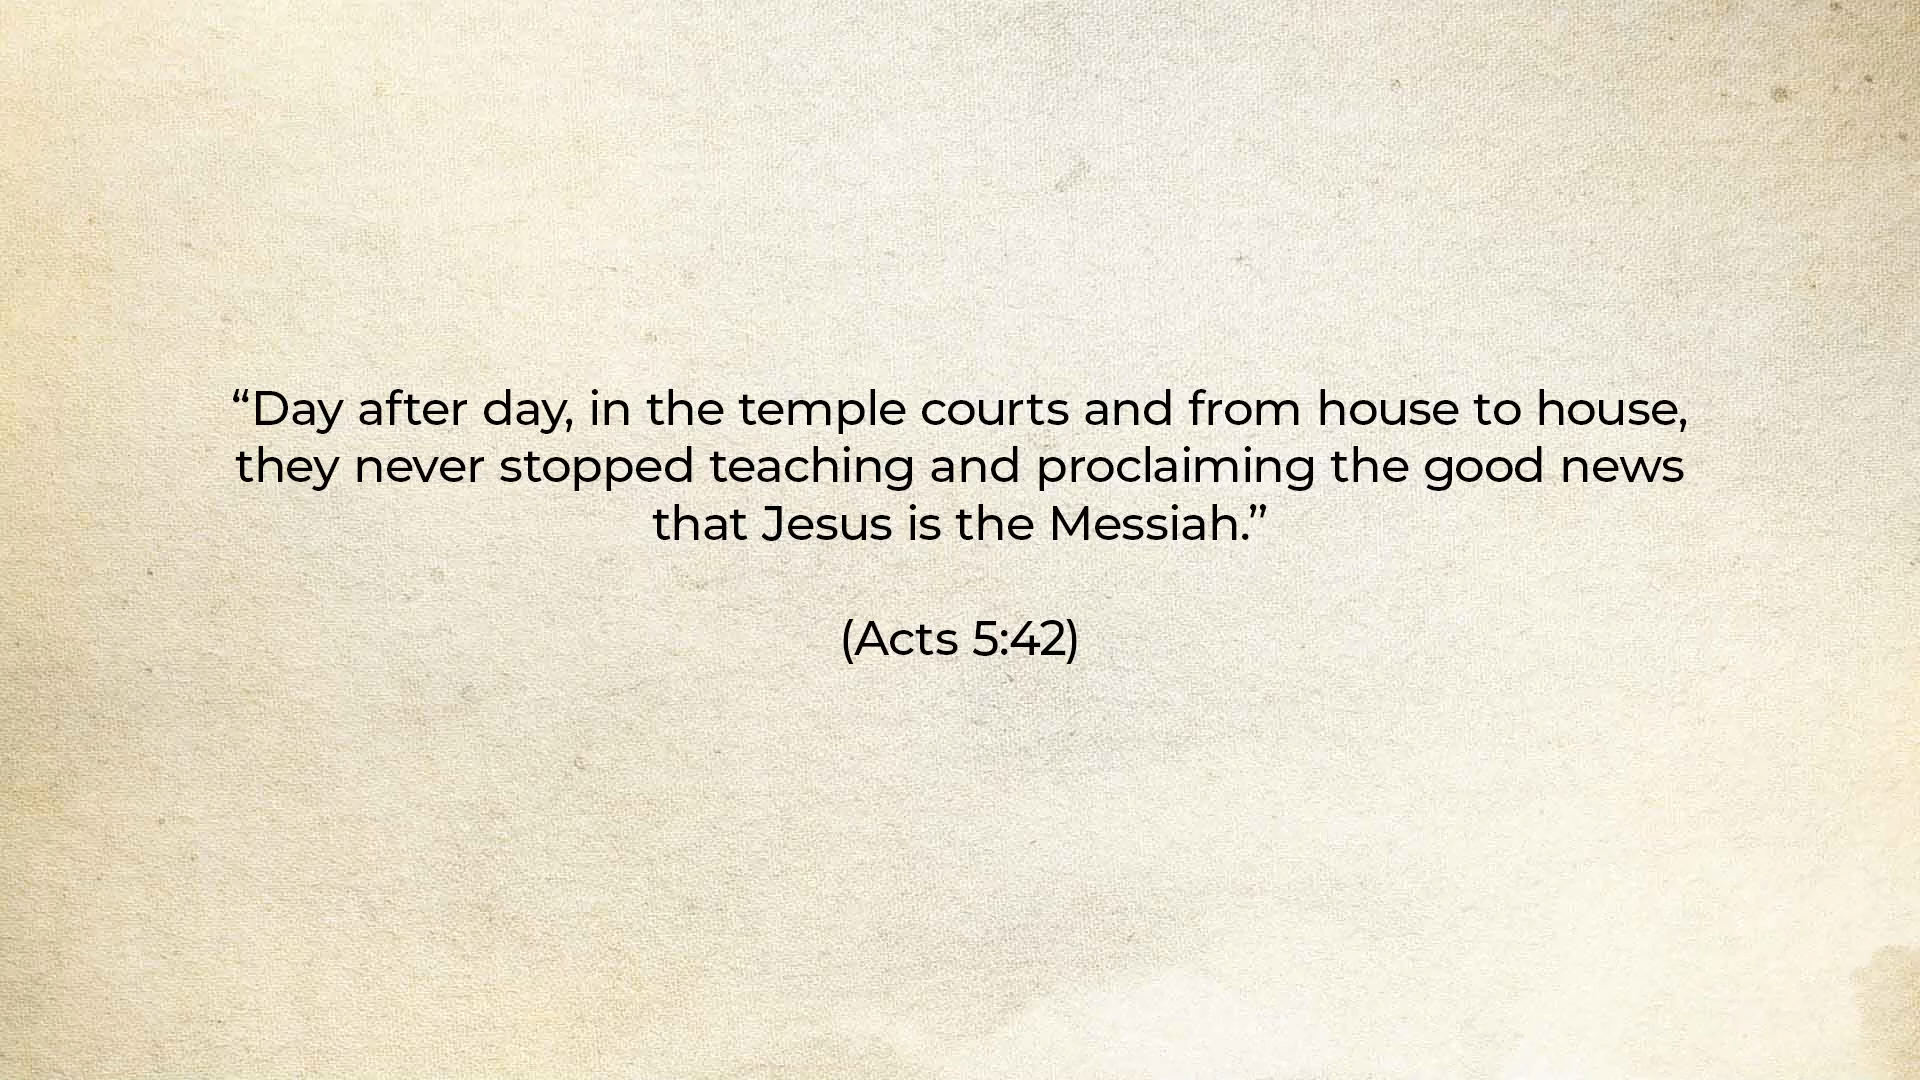 “Day after day, in the temple courts and from house to house,
they never stopped teaching and proclaiming the good news
that Jesus is the Messiah.”
(Acts 5:42)